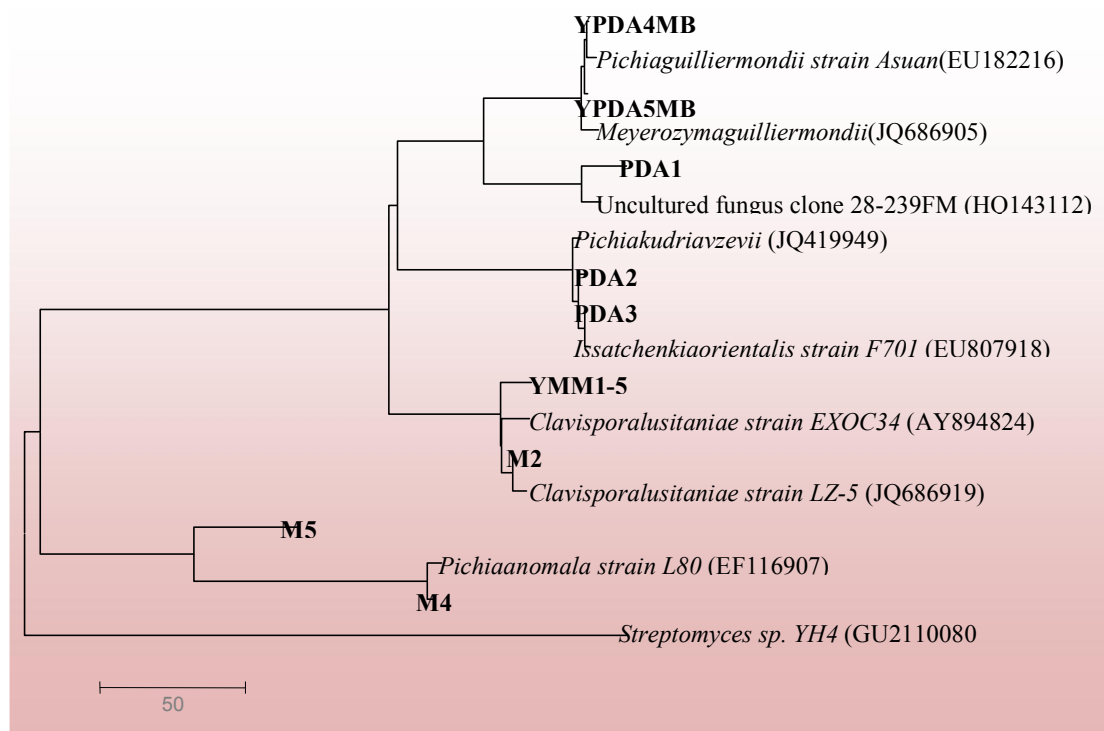 YPDA4MB
Pichiaguilliermondii strain Asuan(EU182216)
YPDA5MB
Meyerozymaguilliermondii(JQ686905)
PDA1
Uncultured fungus clone 28-239FM (HQ143112)
Pichiakudriavzevii (JQ419949)
PDA2
PDA3
Issatchenkiaorientalis strain F701 (EU807918)
YMM1-5
Clavisporalusitaniae strain EXOC34 (AY894824)
M2
Clavisporalusitaniae strain LZ-5 (JQ686919)
M5
Pichiaanomala strain L80 (EF116907)
M4
Streptomyces sp. YH4 (GU2110080
50